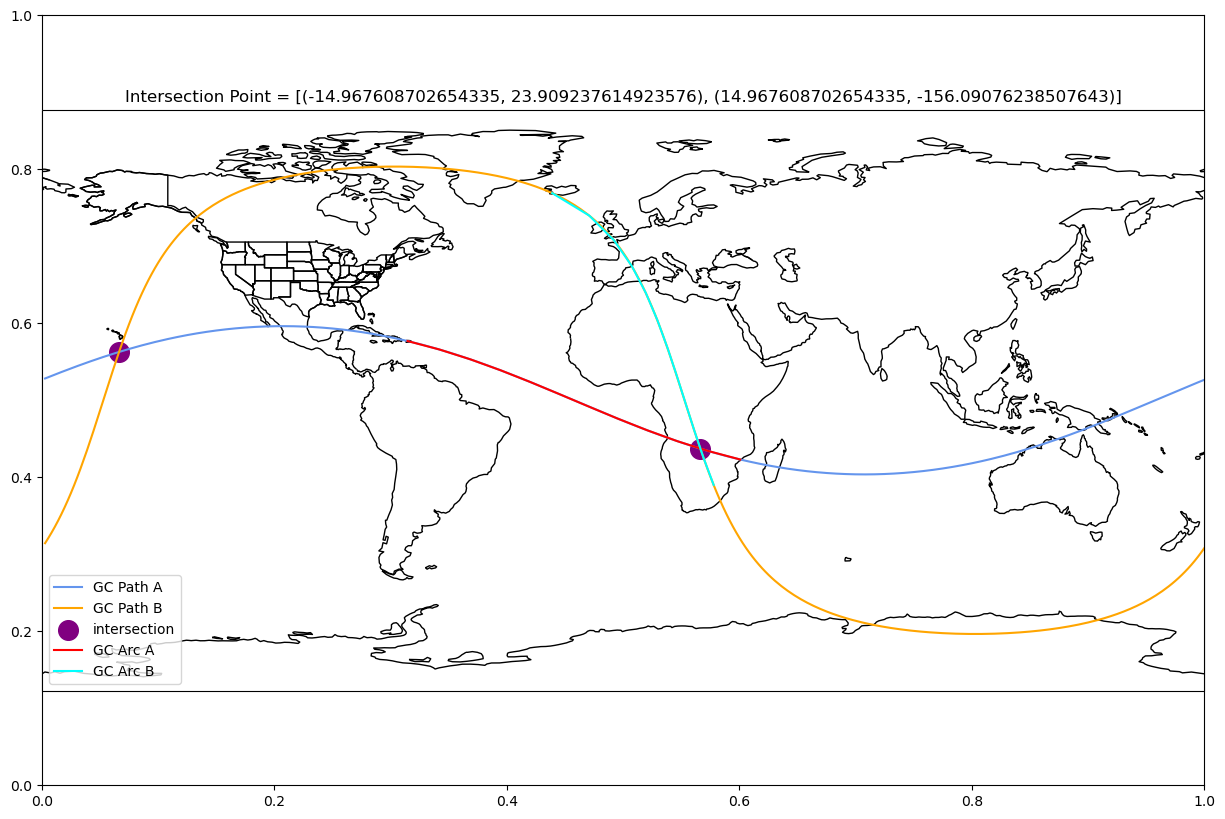 1.0
Intersection Point = [(-14.967608702654335, 23.909237614923576), (14.967608702654335, -156.09076238507643)]
0.8
0.6
0.4
GC Path A
GC Path B
intersection
0.2
GC Arc A
GC Arc B
0.0
0.0 0.2 0.4 0.6 0.8 1.0